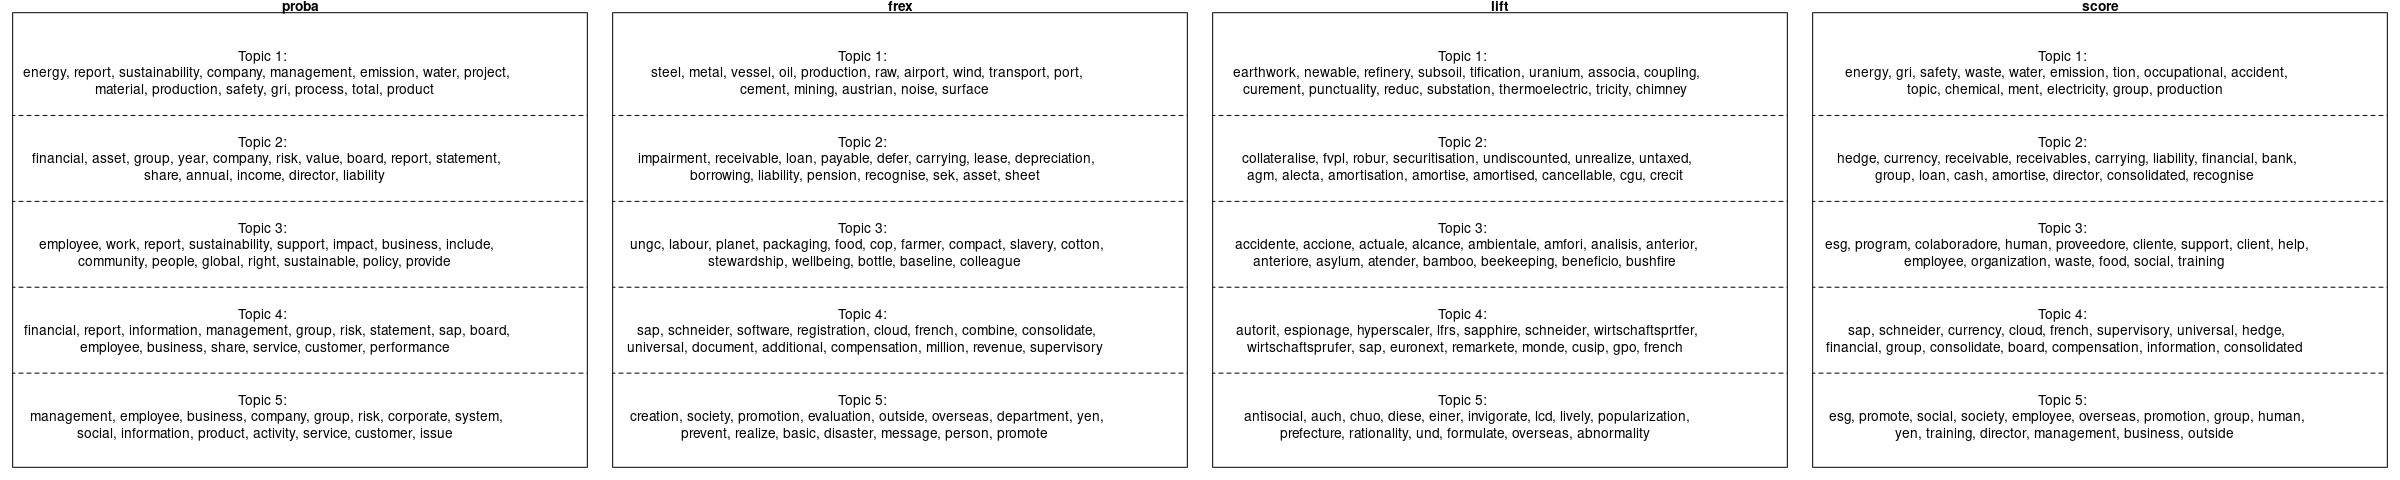 proba
Topic 1:
energy, report, sustainability, company, management, emission, water, project,
material, production, safety, gri, process, total, product
Topic 2:
financial, asset, group, year, company, risk, value, board, report, statement,
share, annual, income, director, liability
Topic 3:
employee, work, report, sustainability, support, impact, business, include,
community, people, global, right, sustainable, policy, provide
Topic 4:
financial, report, information, management, group, risk, statement, sap, board,
employee, business, share, service, customer, performance
Topic 5:
management, employee, business, company, group, risk, corporate, system,
social, information, product, activity, service, customer, issue
frex
Topic 1:
steel, metal, vessel, oil, production, raw, airport, wind, transport, port,
cement, mining, austrian, noise, surface
Topic 2:
impairment, receivable, loan, payable, defer, carrying, lease, depreciation,
borrowing, liability, pension, recognise, sek, asset, sheet
Topic 3:
ungc, labour, planet, packaging, food, cop, farmer, compact, slavery, cotton,
stewardship, wellbeing, bottle, baseline, colleague
Topic 4:
sap, schneider, software, registration, cloud, french, combine, consolidate,
universal, document, additional, compensation, million, revenue, supervisory
Topic 5:
creation, society, promotion, evaluation, outside, overseas, department, yen,
prevent, realize, basic, disaster, message, person, promote
lift
Topic 1:
earthwork, newable, refinery, subsoil, tification, uranium, associa, coupling,
curement, punctuality, reduc, substation, thermoelectric, tricity, chimney
Topic 2:
collateralise, fvpl, robur, securitisation, undiscounted, unrealize, untaxed,
agm, alecta, amortisation, amortise, amortised, cancellable, cgu, crecit
Topic 3:
accidente, accione, actuale, alcance, ambientale, amfori, analisis, anterior,
anteriore, asylum, atender, bamboo, beekeeping, beneficio, bushfire
Topic 4:
autorit, espionage, hyperscaler, lfrs, sapphire, schneider, wirtschaftsprtfer,
wirtschaftsprufer, sap, euronext, remarkete, monde, cusip, gpo, french
Topic 5:
antisocial, auch, chuo, diese, einer, invigorate, lcd, lively, popularization,
prefecture, rationality, und, formulate, overseas, abnormality
score
Topic 1:
energy, gri, safety, waste, water, emission, tion, occupational, accident,
topic, chemical, ment, electricity, group, production
Topic 2:
hedge, currency, receivable, receivables, carrying, liability, financial, bank,
group, loan, cash, amortise, director, consolidated, recognise
Topic 3:
esg, program, colaboradore, human, proveedore, cliente, support, client, help,
employee, organization, waste, food, social, training
Topic 4:
sap, schneider, currency, cloud, french, supervisory, universal, hedge,
financial, group, consolidate, board, compensation, information, consolidated
Topic 5:
esg, promote, social, society, employee, overseas, promotion, group, human,
yen, training, director, management, business, outside